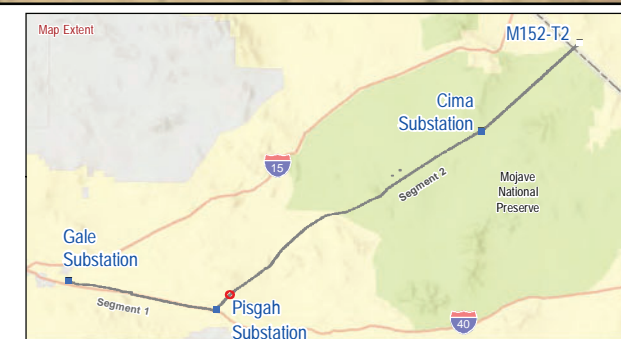 Map Extent
M152-T2
Cima
Substation
15
Segment 2
Mojave
National
Preserve
Gale
Substation
Segment 1
Pisgah
Substation
40